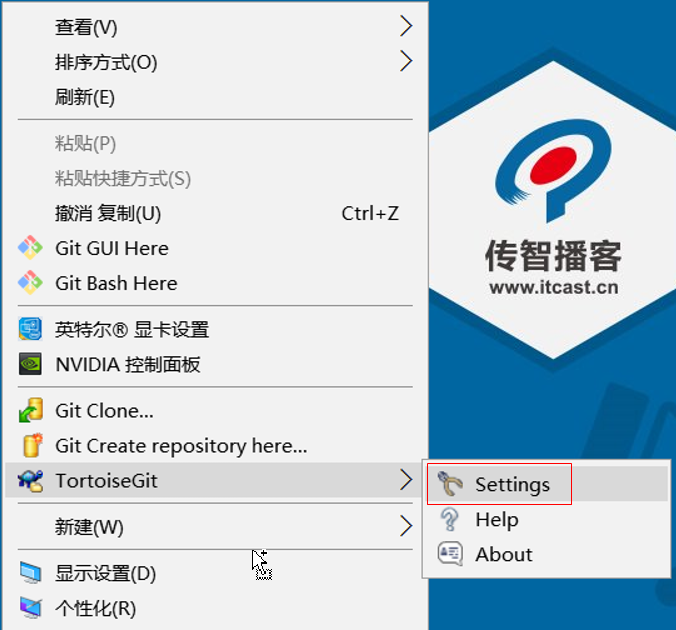 查看(V)
排序方式(O)
刷新(E)
粘贴(P)
粘贴快捷方式(S)
撤消 复制(U) Ctrl+Z
Git GUI Here
Git Bash Here
英特尔® 显卡设置
NVIDIA 控制面板
Git Clone...
Git Create repository here...
TortoiseGit
新建(W)
显示设置(D)
个性化(R)
Settings
Help
About
传智播客
www.itcast.cn